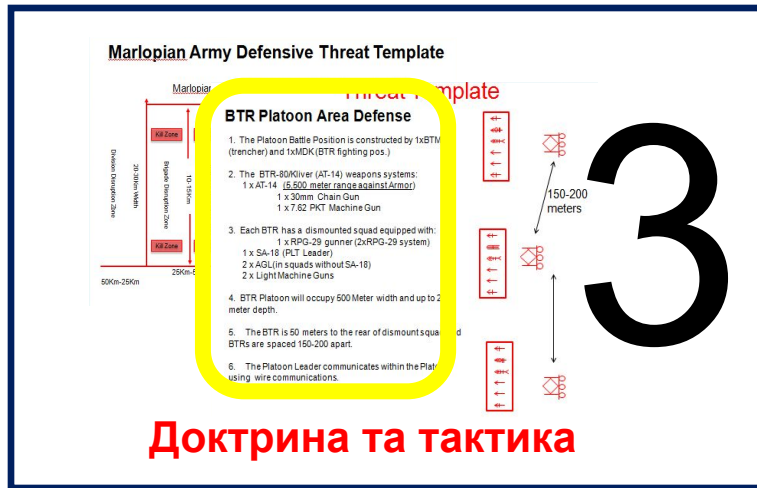 Marlopian Army Defensive Threat Template
Marlopian
Threat Template
Kill Zone
Kill Zone
Division Disruption Zone
20-30km Width
Brigade Disruption Zone
10-15Km
50Km-25Km
BTR Platoon Area Defense
1. The Platoon Battle Position is constructed by 1xBTM
(trencher) and 1xMDK (BTR fighting pos.)
2. The BTR-80/Kliver (AT-14) weapons systems:
1 x AT-14 (5,500 meter range against Armor)
1 x 30mm Chain Gun
1 x 7.62 PKT Machine Gun
3. Each BTR has a dismounted squad equipped with:
1 x RPG-29 gunner (2xRPG-29 system)
1 x SA-18 (PLT Leader)
2 x AGL(in squads without SA-18)
2 x Light Machine Guns
4. BTR Platoon will occupy 500 Meter width and up to
meter depth.
5. The BTR is 50 meters to the rear of dismount
BTRs are spaced 150-200 apart.
6. The Platoon Leader communicates within the
using wire communications.
150-200
meters
3
Доктрина та тактика